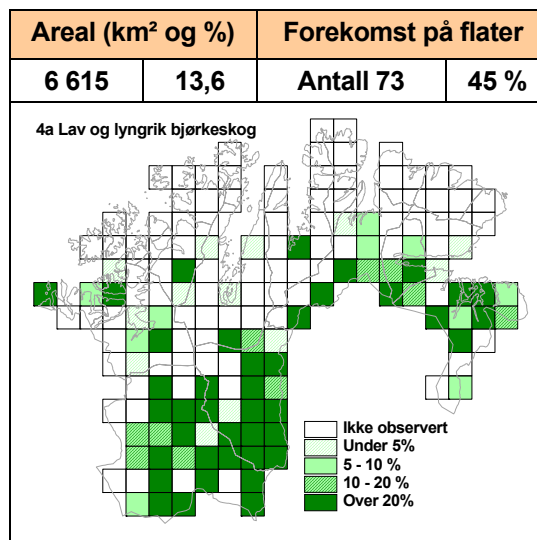 Areal (km² og %) Forekomst på flater
6 615 13,6 Antall 73 45 %
4a Lav og lyngrik bjørkeskog
Ikke observert
Under 5%
5 - 10 %
10 - 20 %
Over 20%